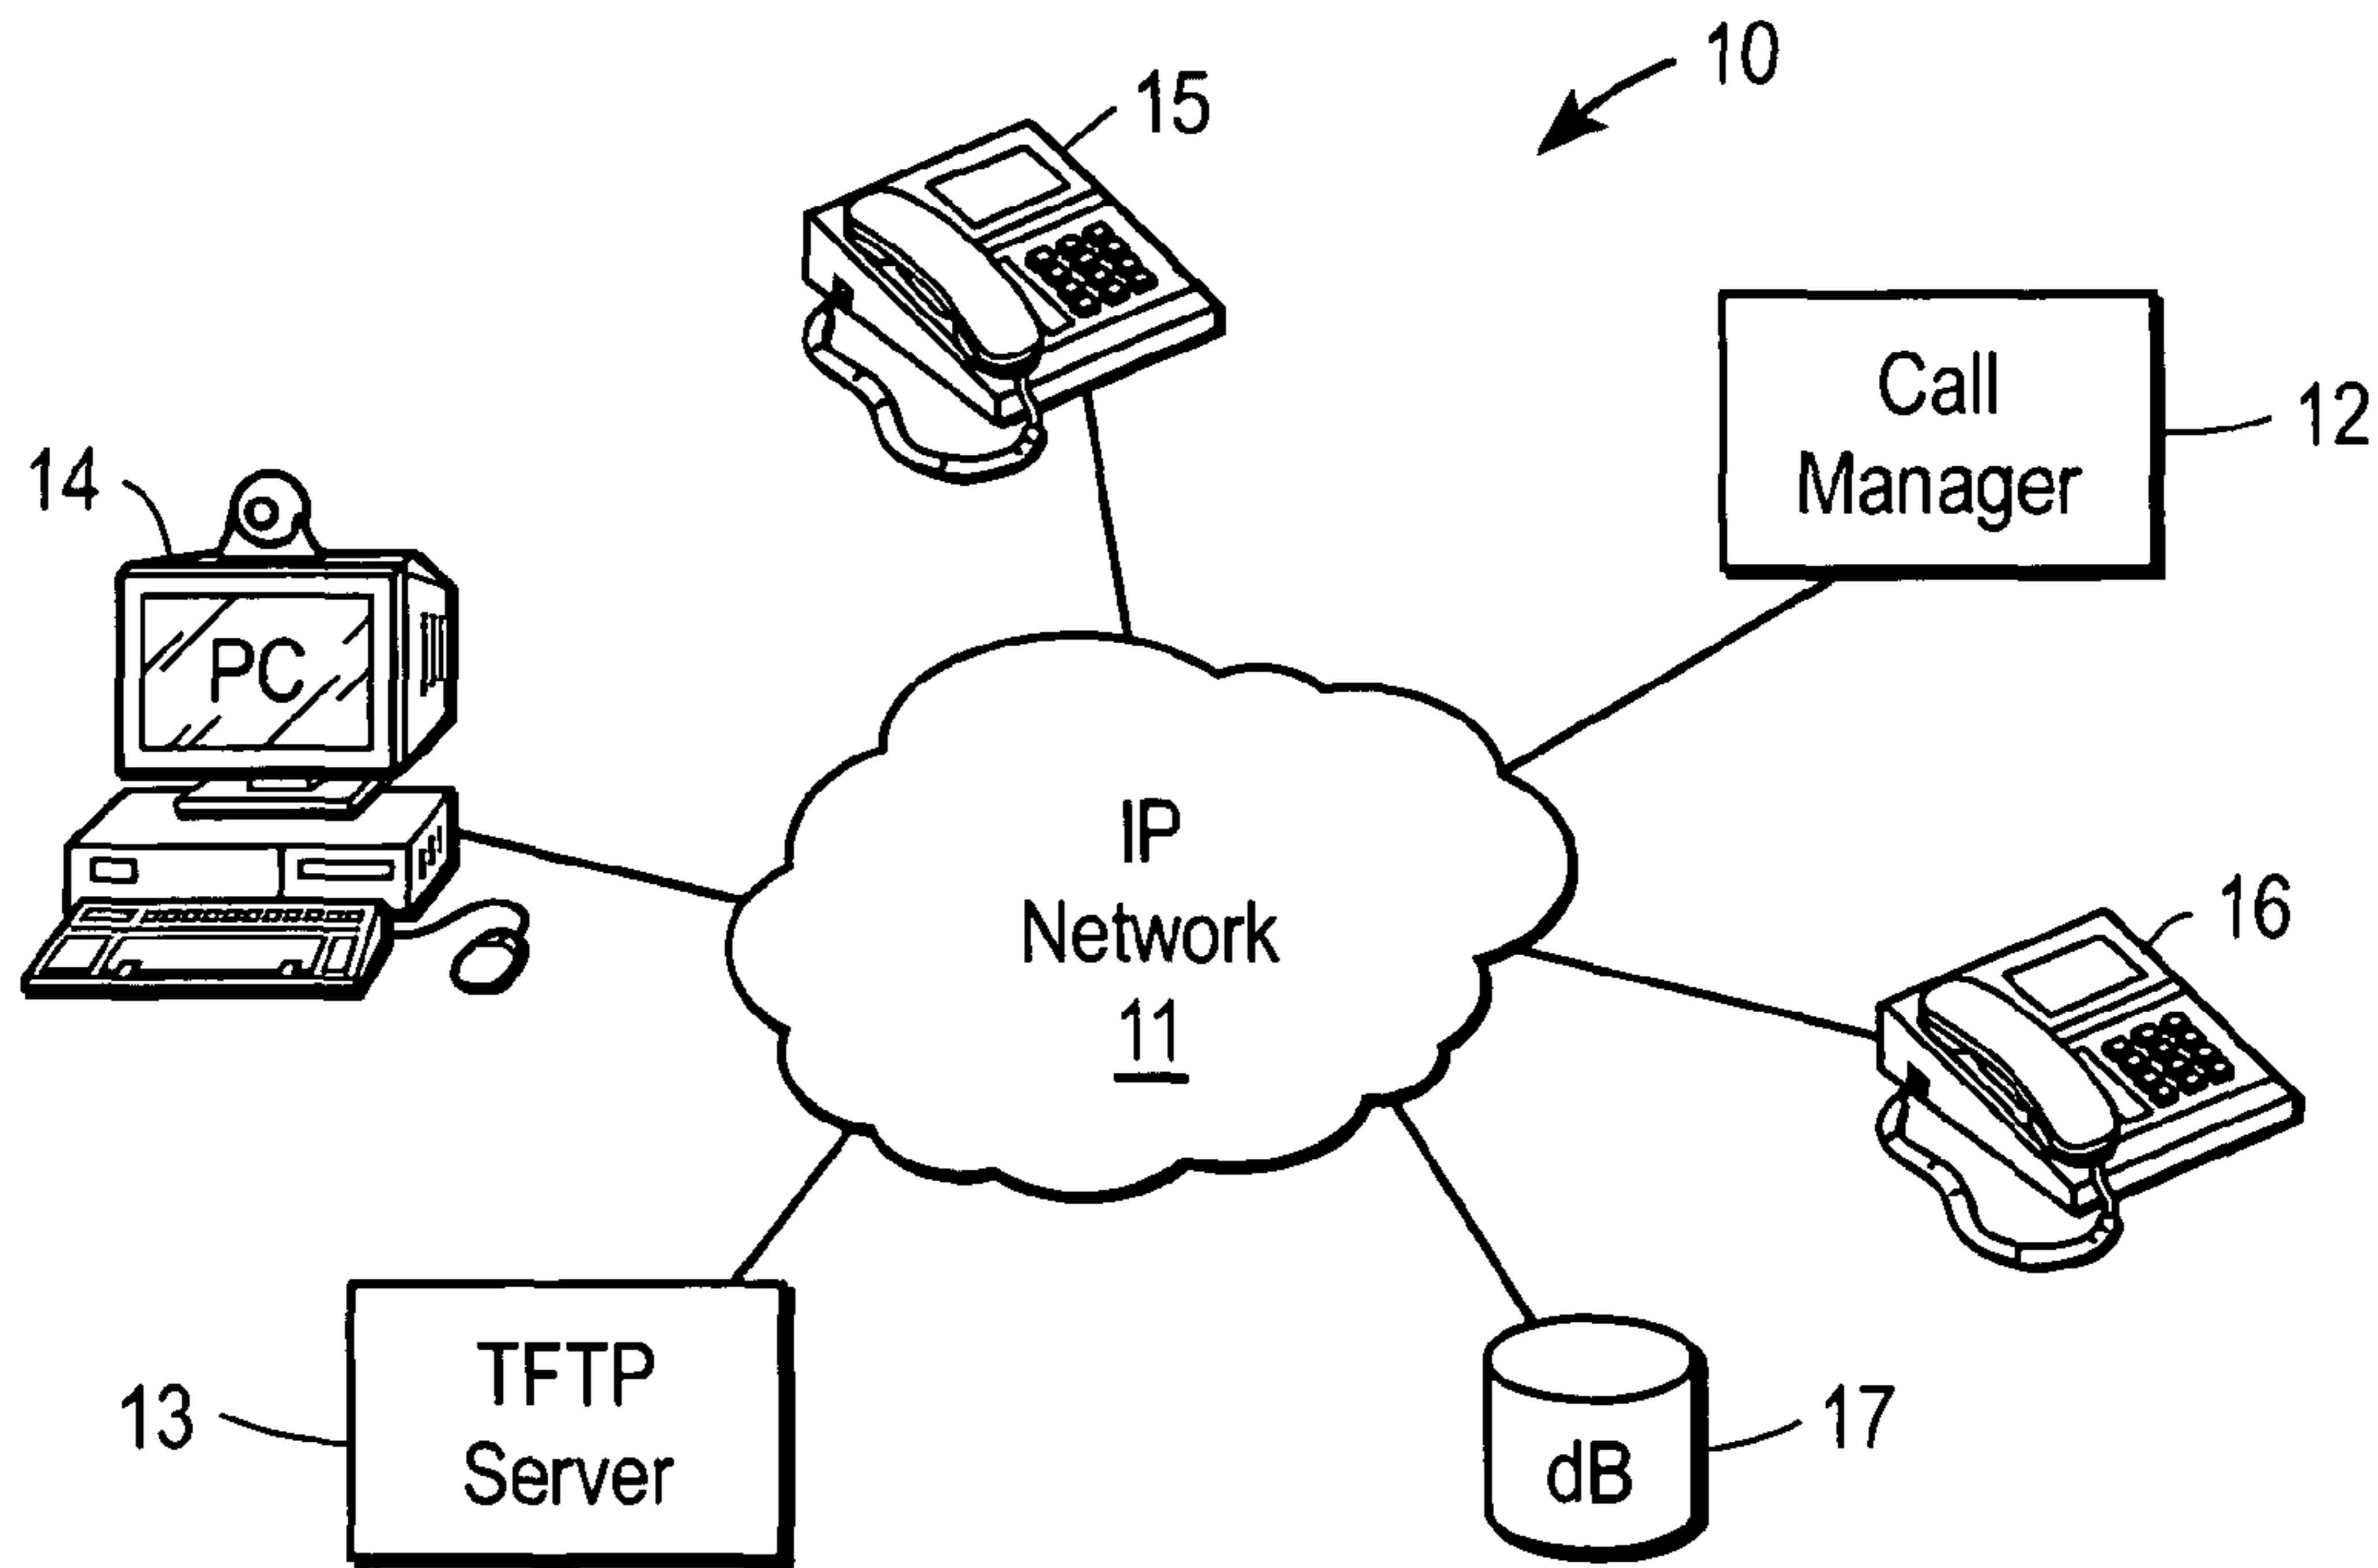 10
15
Call
Manager
12
14
PC
IP
Network
11
16
TFTP
Server
13
dB
17